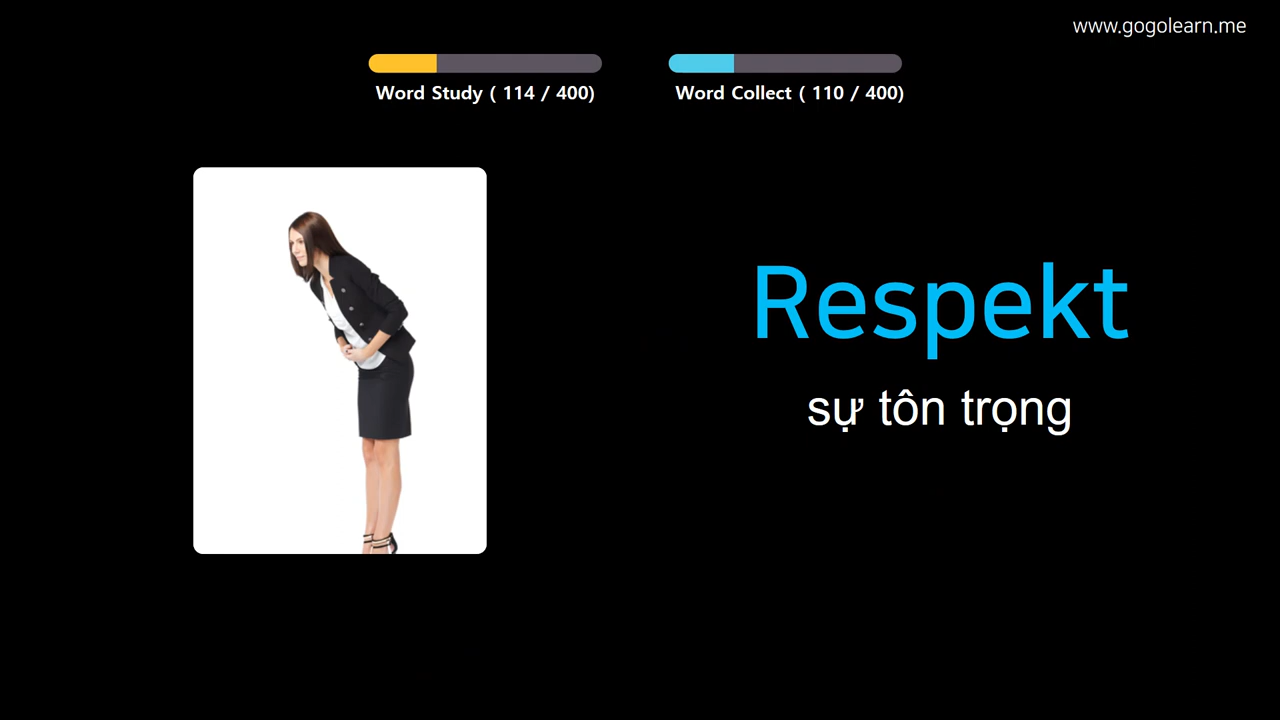 www.gogolearn.me
Word Study ( 114 / 400)
Word Collect ( 110 / 400)
Respekt
sự tôn trọng